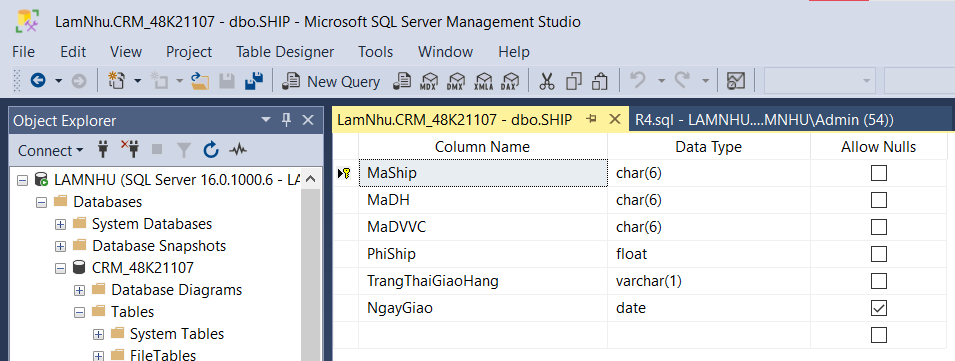 LamNhu.CRM_48K21107 - dbo.SHIP - Microsoft SQL Server Management Studio
File Edit View Project Table Designer Tools Window Help
New Query MDX DMX XMLA DAX
Object Explorer
Connect
LAMNHU (SQL Server 16.0.1000.6 - LA
Databases
System Databases
Database Snapshots
CRM_48K21107
Database Diagrams
Tables
System Tables
FileTables
LamNhu.CRM_48K21107 - dbo.SHIP R4.sql - LAMNHU....MNHU\Admin (54))
Column Name Data Type Allow Nulls
MaShip char(6)
MaDH char(6)
MaDVVC char(6)
PhiShip float
TrangThaiGiaoHang varchar(1)
NgayGiao date